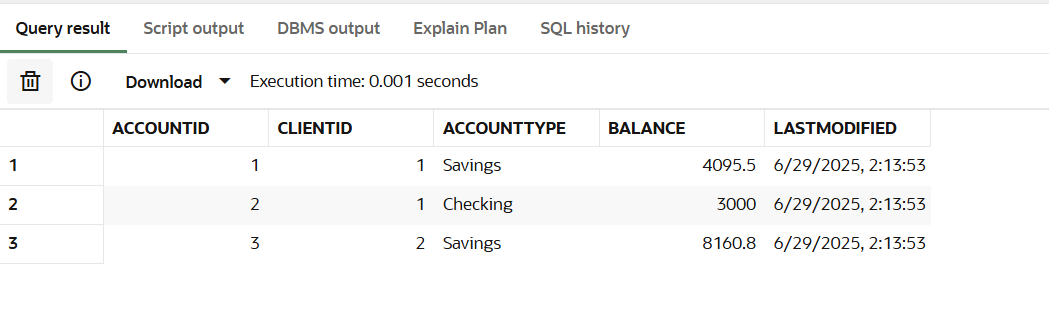 Query result Script output DBMS output Explain Plan SQL history
Download Execution time: 0.001 seconds
ACCOUNTID CLIENTID ACCOUNTTYPE BALANCE LASTMODIFIED
1 1 1 Savings 4095.5 6/29/2025, 2:13:53
2 2 1 Checking 3000 6/29/2025, 2:13:53
3 3 2 Savings 8160.8 6/29/2025, 2:13:53